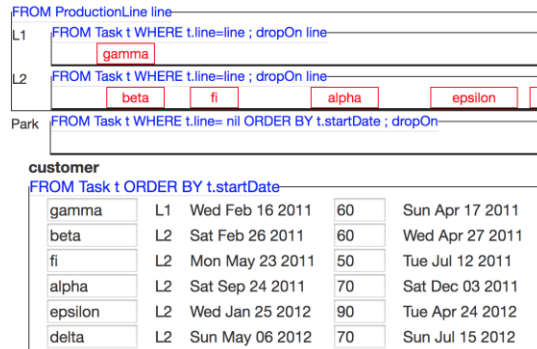 FROM ProductionLine line
L1 FROM Task t WHERE t.line=line ; dropOn line
gamma
L2 FROM Task t WHERE t.line=line ; dropOn line
beta fi alpha epsilon
Park FROM Task t WHERE t.line= nil ORDER BY t.startDate ; dropOn
customer
FROM Task t ORDER BY t.startDate
gamma L1 Wed Feb 16 2011 60 Sun Apr 17 2011
beta L2 Sat Feb 26 2011 60 Wed Apr 27 2011
fi L2 Mon May 23 2011 50 Tue Jul 12 2011
alpha L2 Sat Sep 24 2011 70 Sat Dec 03 2011
epsilon L2 Wed Jan 25 2012 90 Tue Apr 24 2012
delta L2 Sun May 06 2012 70 Sun Jul 15 2012